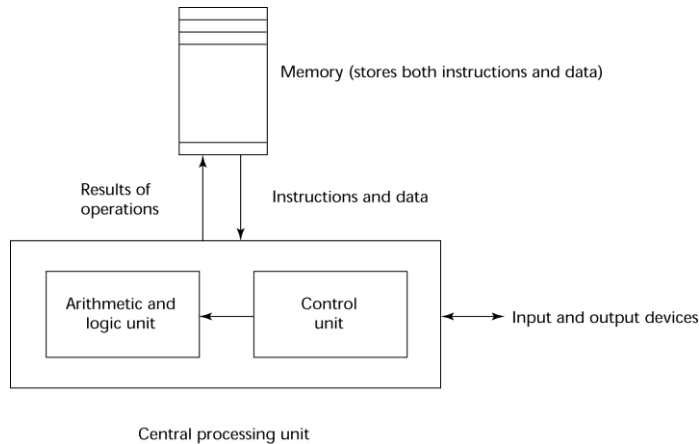 Memory (stores both instructions and data)
Results of
operations
Instructions and data
Arithmetic and
logic unit
Control
unit
Input and output devices
Central processing unit